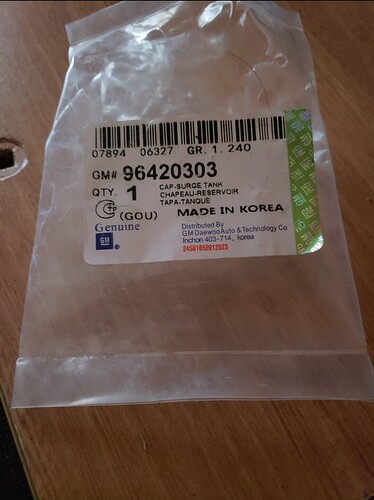 07894 06327 GR. 1. 240
GM# 96420303
QTY. 1 CAP-SURGE TANK
CHAPEAU-RESERVOIR
TAPA-TANQUE
(GOU) MADE IN KOREA
Genuine
GM
Distributed By
GM Daewoo Auto & Technology Co
Inchon 403-714, Korea